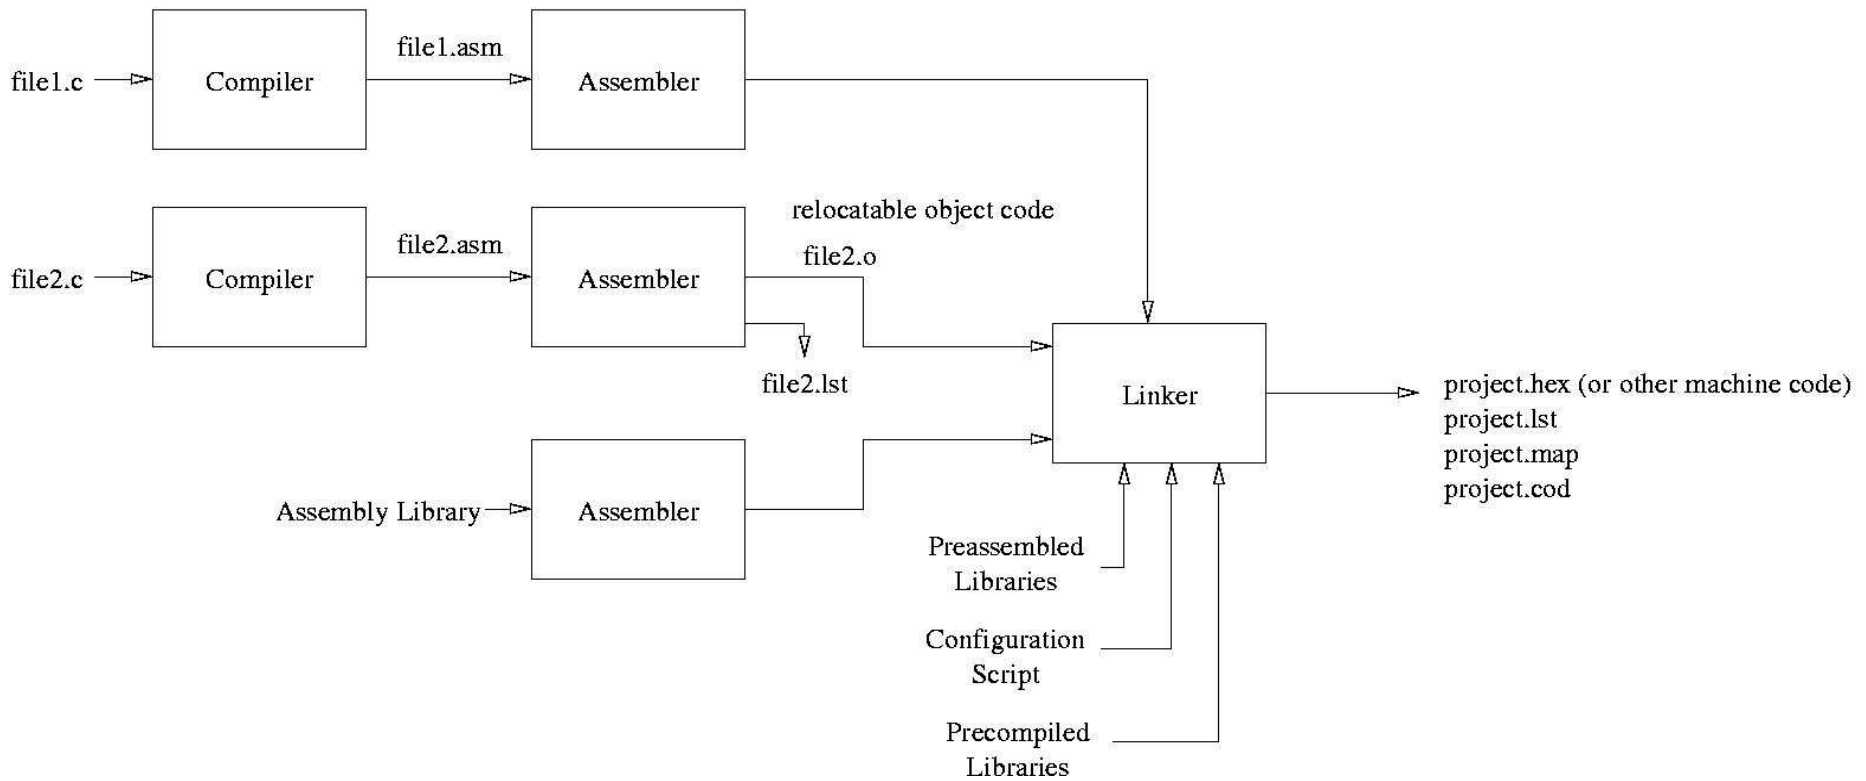 file1.c
Compiler
file1.asm
Assembler
file2.c
Compiler
file2.asm
Assembler
relocatable object code
file2.o
file2.lst
Linker
project.hex (or other machine code)
project.lst
project.map
project.cod
Assembly Library
Assembler
Preassembled
Libraries
Configuration
Script
Precompiled
Libraries